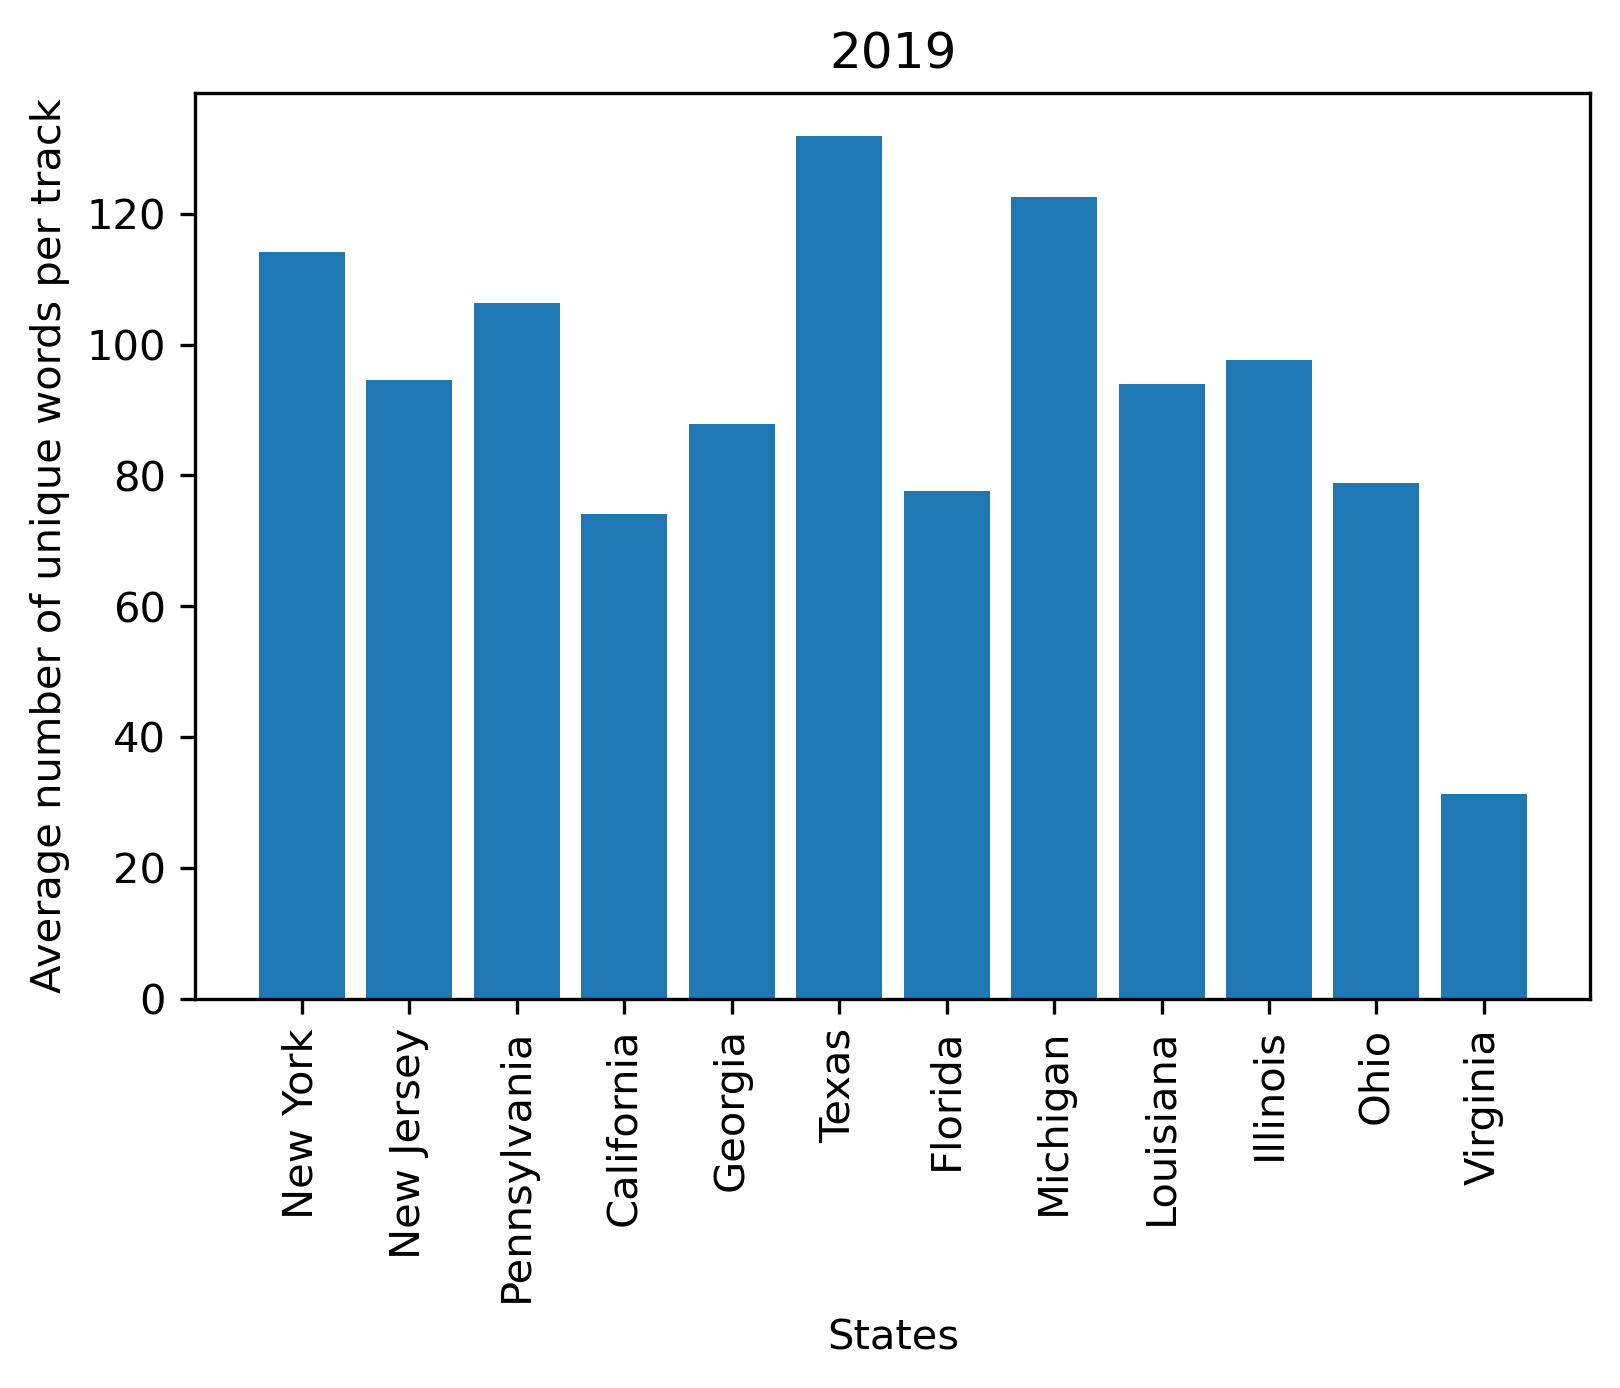 2019
Average number of unique words per track
120
100
80
60
40
20
0
New York
New Jersey
Pennsylvania
California
Georgia
Texas
Florida
Michigan
Louisiana
Illinois
Ohio
Virginia
States